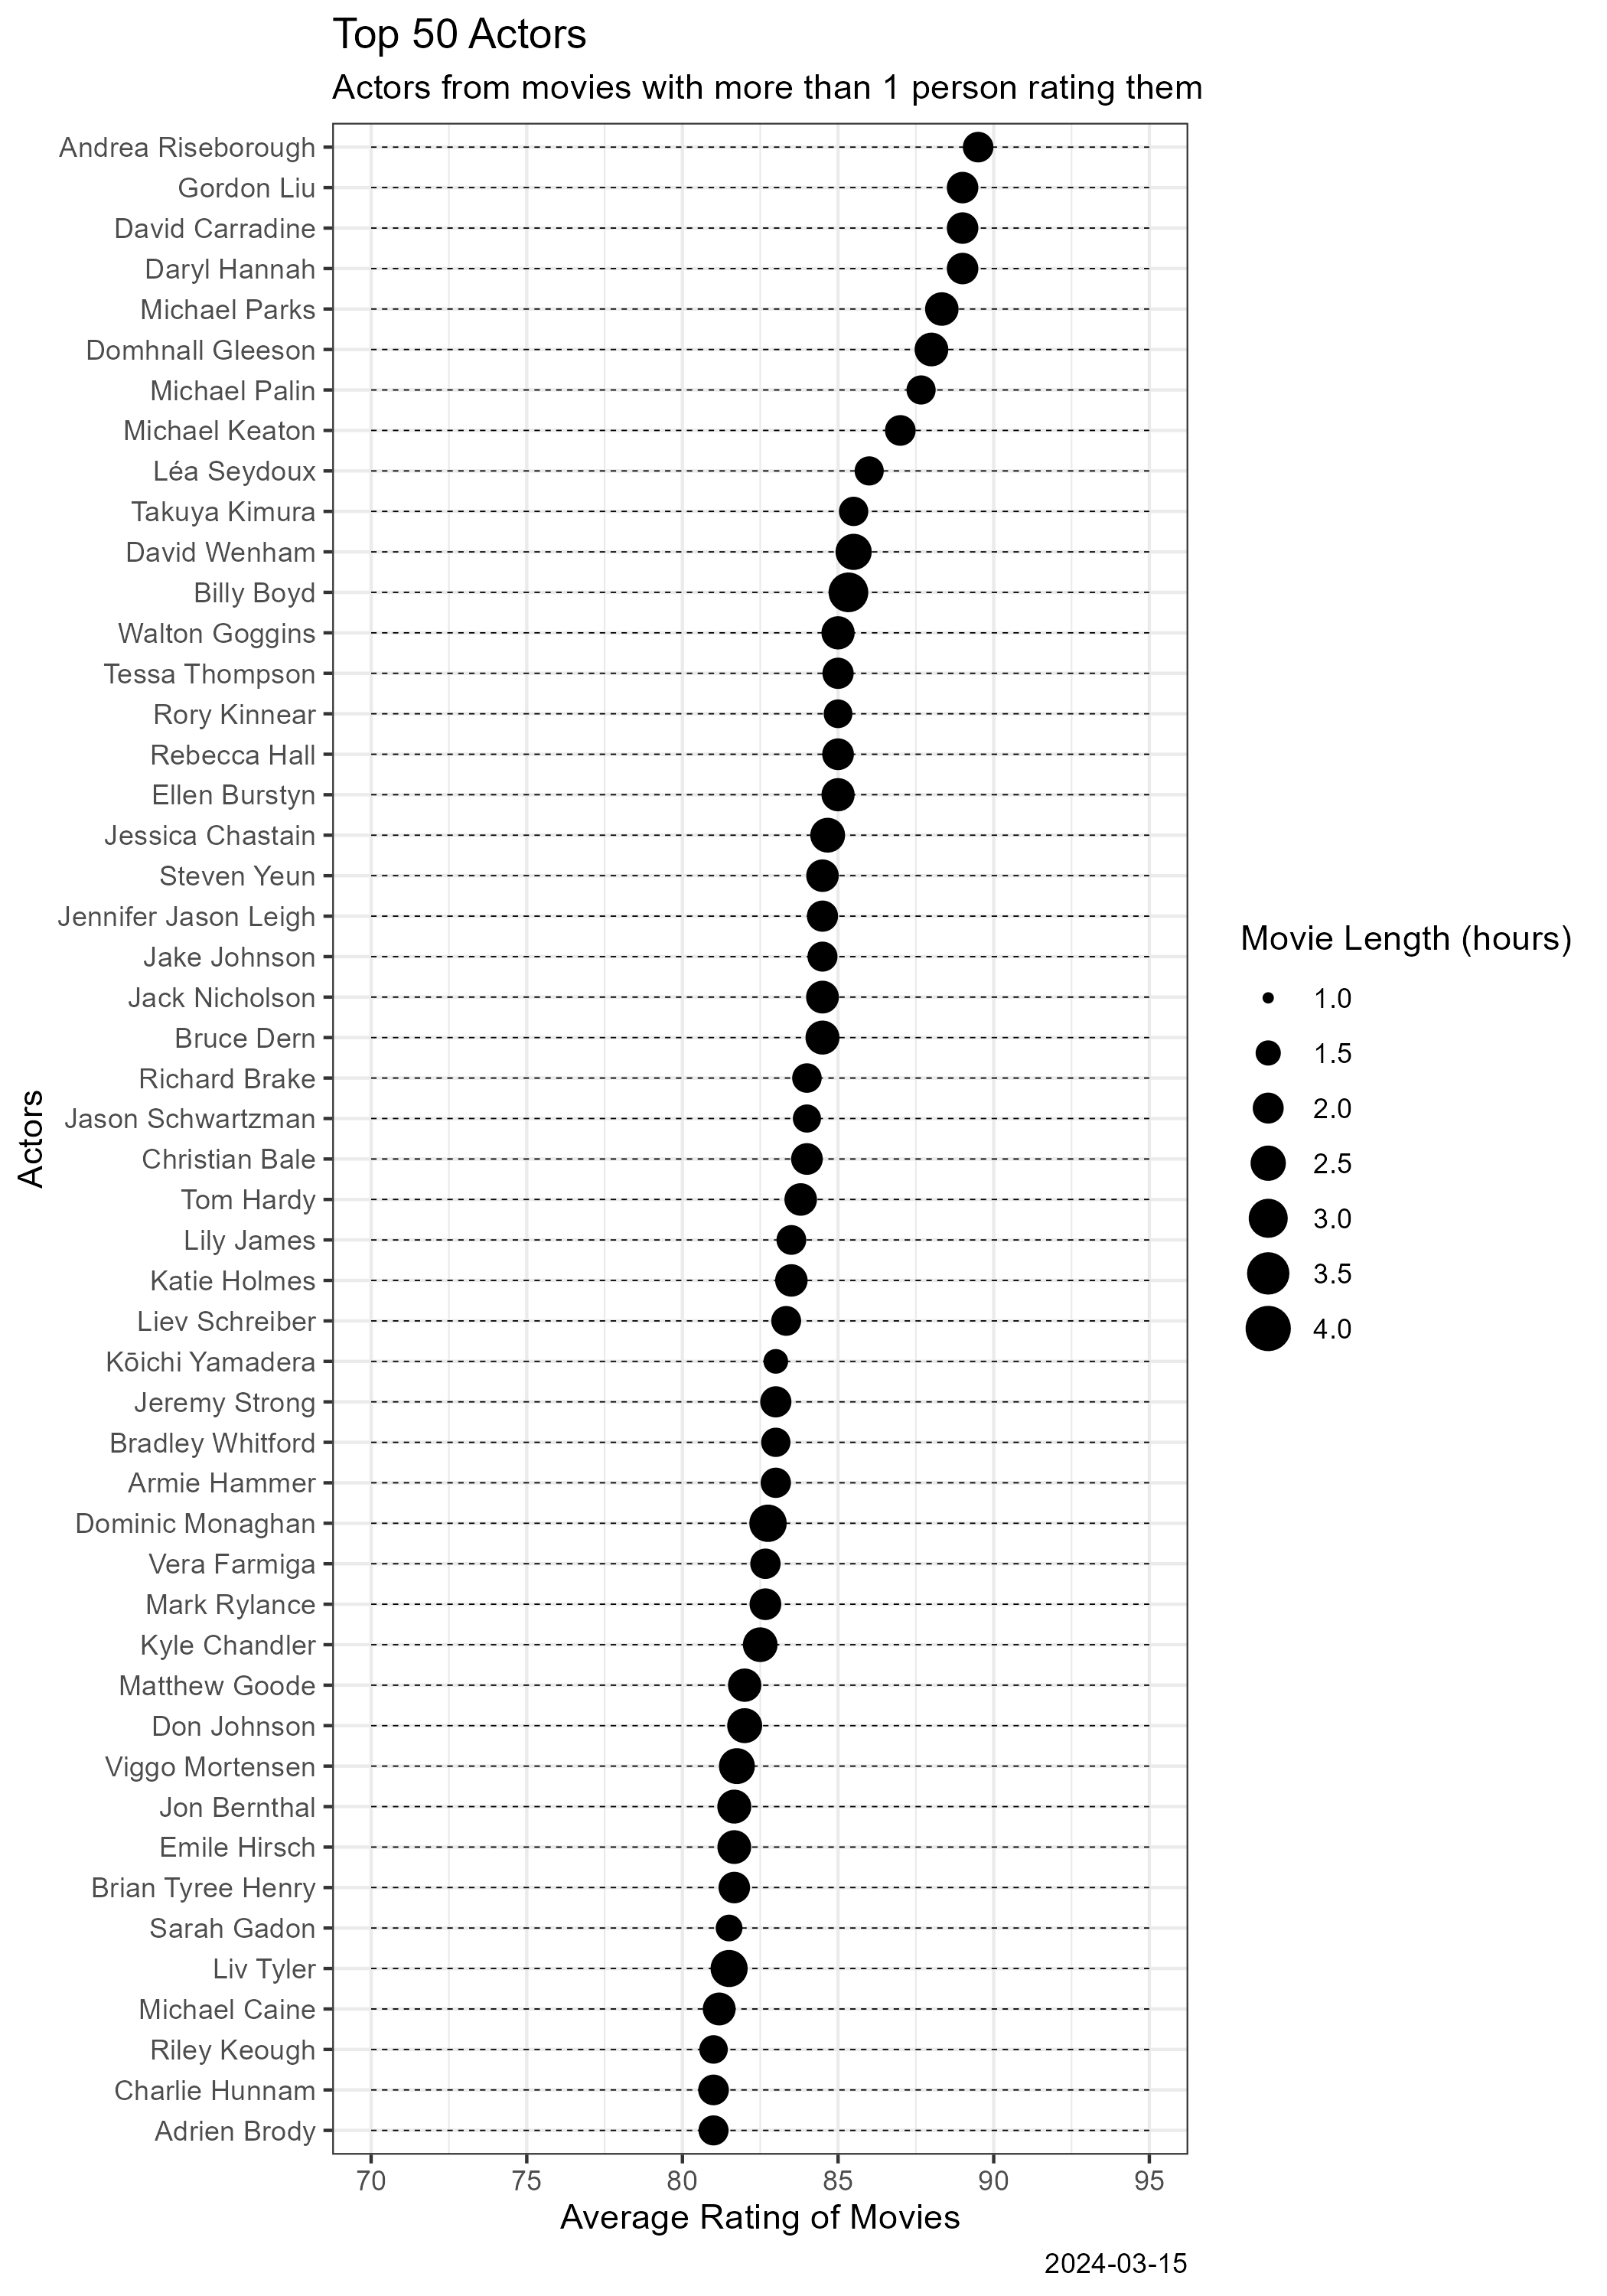 Top 50 Actors
Actors from movies with more than 1 person rating them
Andrea Riseborough
Gordon Liu
David Carradine
Daryl Hannah
Michael Parks
Domhnall Gleeson
Michael Palin
Michael Keaton
Léa Seydoux
Takuya Kimura
David Wenham
Billy Boyd
Walton Goggins
Tessa Thompson
Rory Kinnear
Rebecca Hall
Ellen Burstyn
Jessica Chastain
Steven Yeun
Jennifer Jason Leigh
Jake Johnson
Jack Nicholson
Bruce Dern
Richard Brake
Jason Schwartzman
Christian Bale
Tom Hardy
Lily James
Katie Holmes
Liev Schreiber
Kōichi Yamadera
Jeremy Strong
Bradley Whitford
Armie Hammer
Dominic Monaghan
Vera Farmiga
Mark Rylance
Kyle Chandler
Matthew Goode
Don Johnson
Viggo Mortensen
Jon Bernthal
Emile Hirsch
Brian Tyree Henry
Sarah Gadon
Liv Tyler
Michael Caine
Riley Keough
Charlie Hunnam
Adrien Brody
Actors
70 75 80 85 90 95
Average Rating of Movies
Movie Length (hours)
1.0
1.5
2.0
2.5
3.0
3.5
4.0
2024-03-15